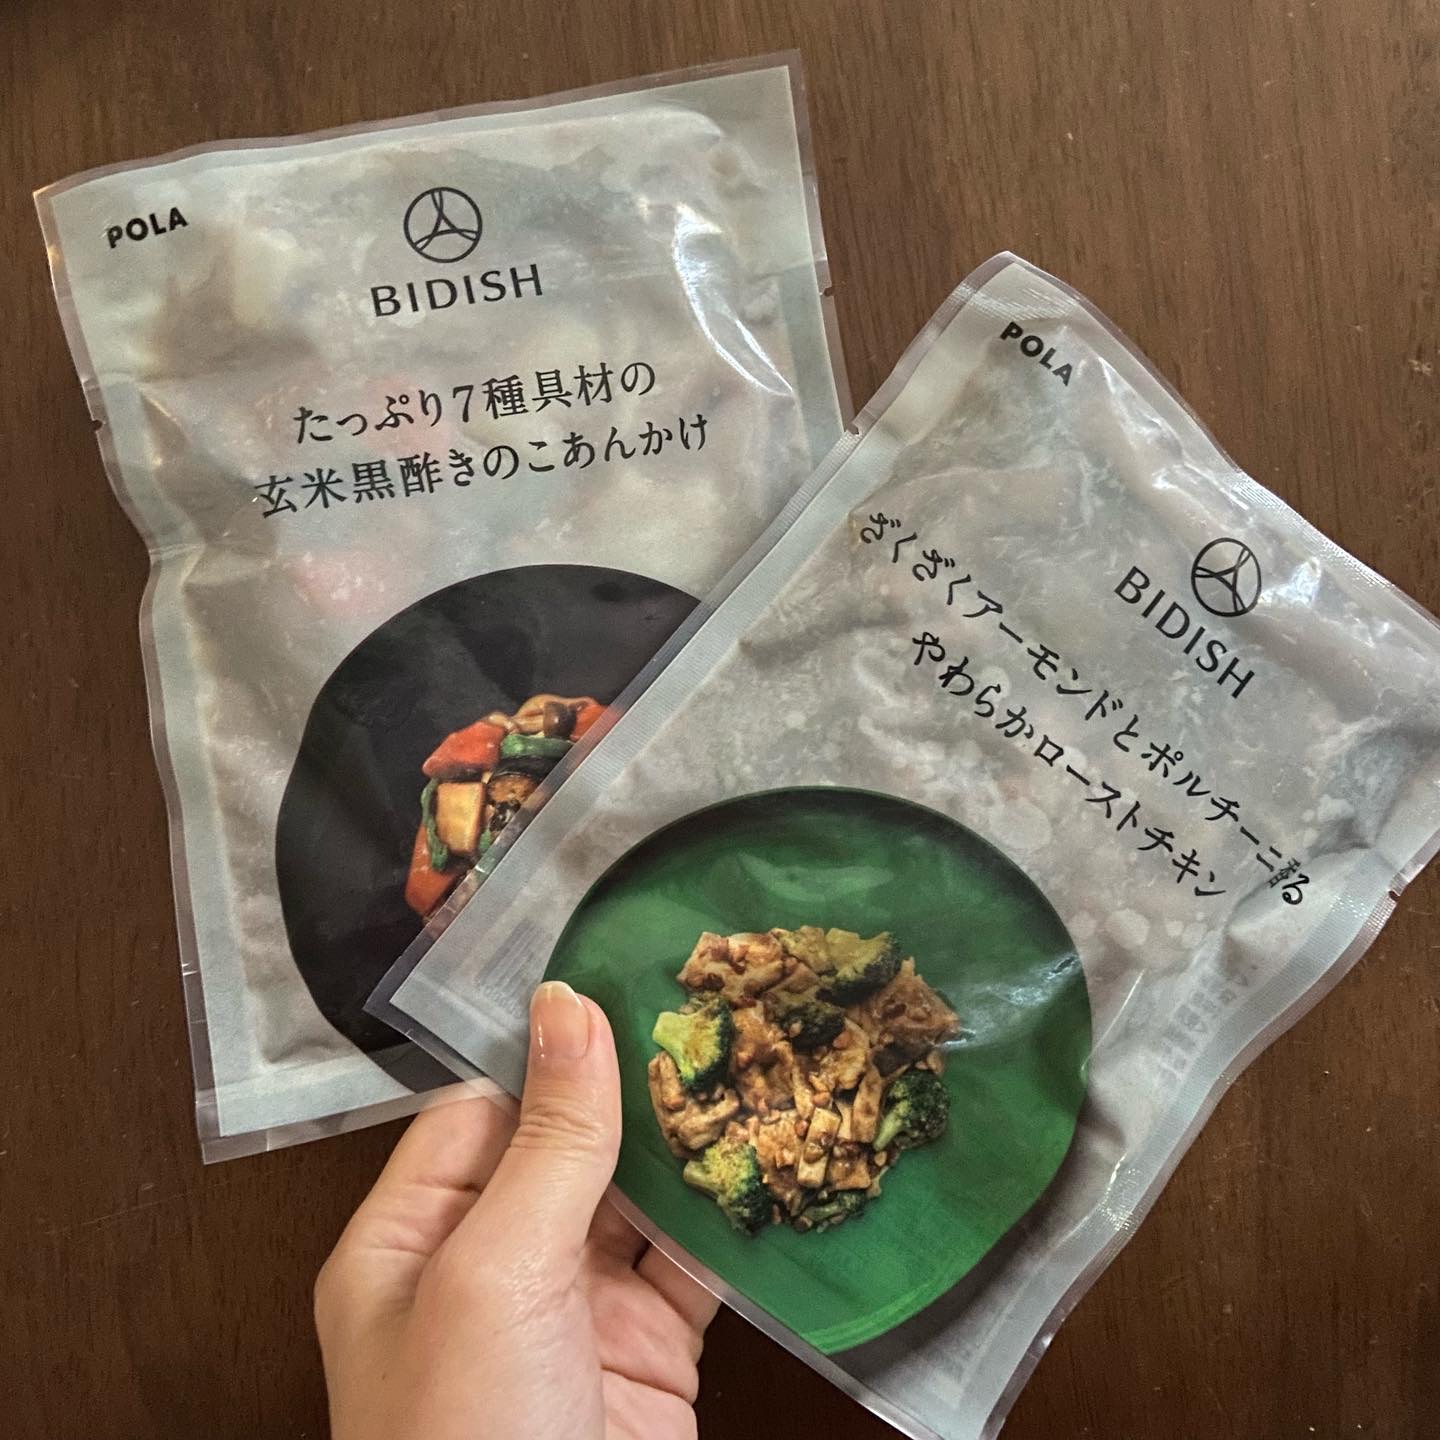 POLA
BIDISH
たっぷり7種具材の
玄米黒酢きのこあんかけ
POLA
BIDISH
ざくざくアーモンドとポルチーニ香る
やわらかローストチキン